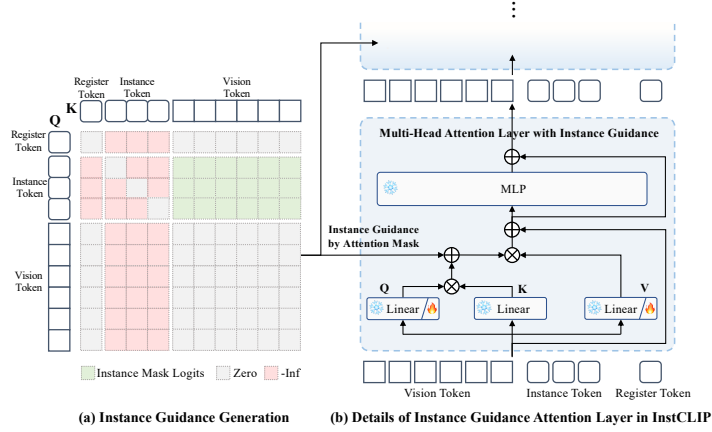 Register
Token
Instance
Token
Vision
Token
K
Q
Register
Token
Instance
Token
Vision
Token
Instance Mask Logits
Zero
-Inf
(a) Instance Guidance Generation
Multi-Head Attention Layer with Instance Guidance
MLP
Instance Guidance
by Attention Mask
Q
K
V
Linear
Linear
Linear
Vision Token
Instance Token
Register Token
(b) Details of Instance Guidance Attention Layer in InstCLIP